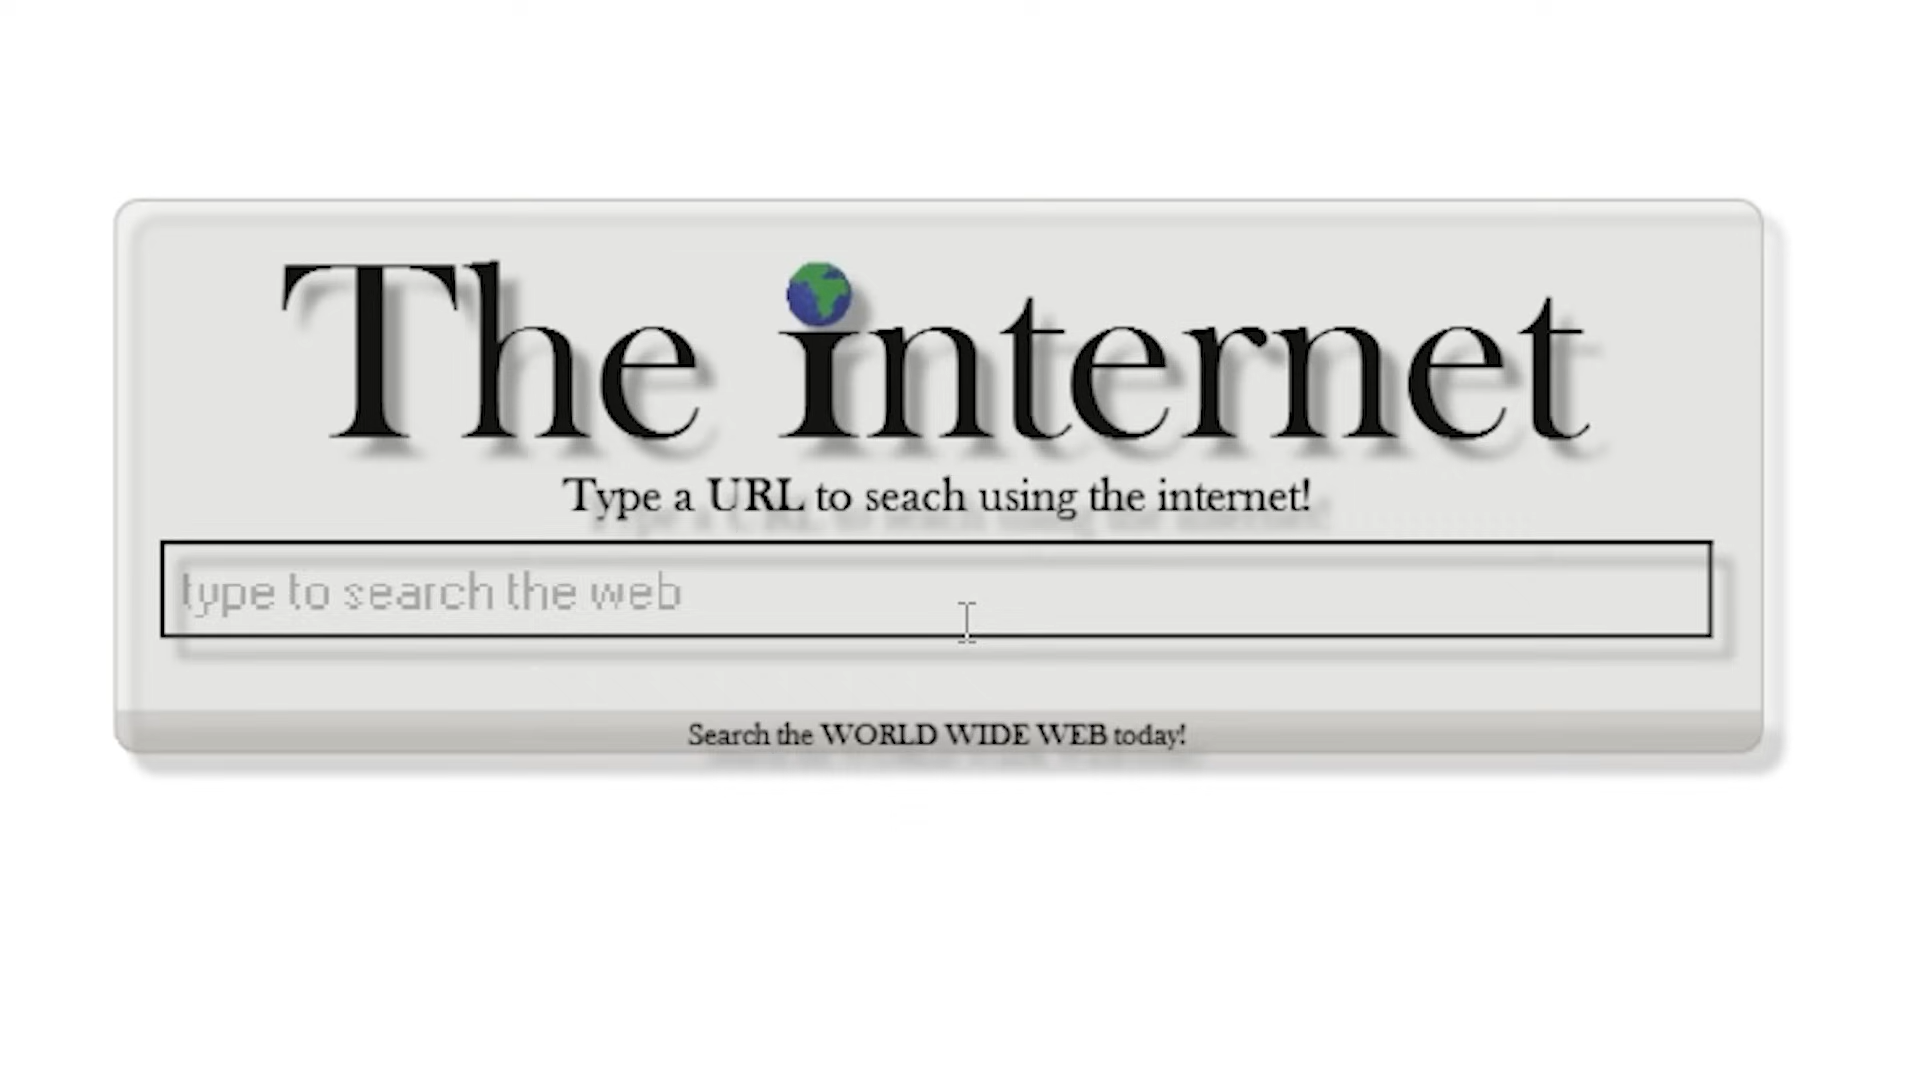 The internet
Type a URL to seach using the internet!
type to search the web
Search the WORLD WIDE WEB today!